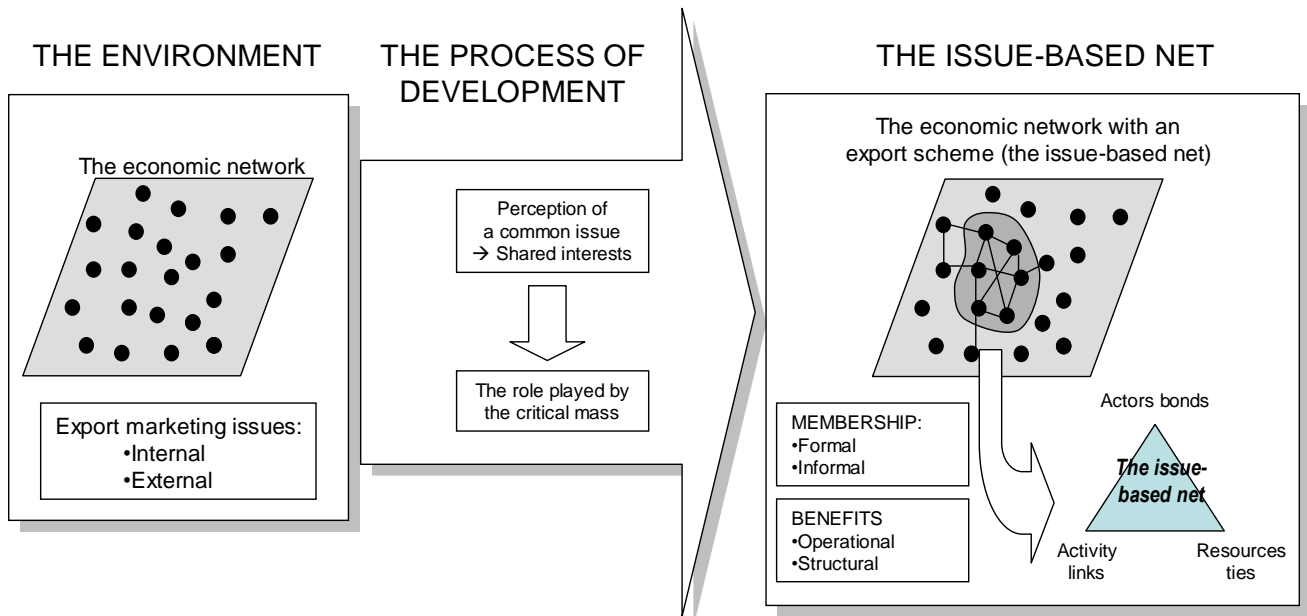 THE ENVIRONMENT
The economic network
Export marketing issues:
•Internal
•External
THE PROCESS OF
DEVELOPMENT
Perception of
a common issue
→ Shared interests
The role played by
the critical mass
THE ISSUE-BASED NET
The economic network with an
export scheme (the issue-based net)
MEMBERSHIP:
•Formal
•Informal
BENEFITS
•Operational
•Structural
Actors bonds
The issue-
based net
Activity
links
Resources
ties